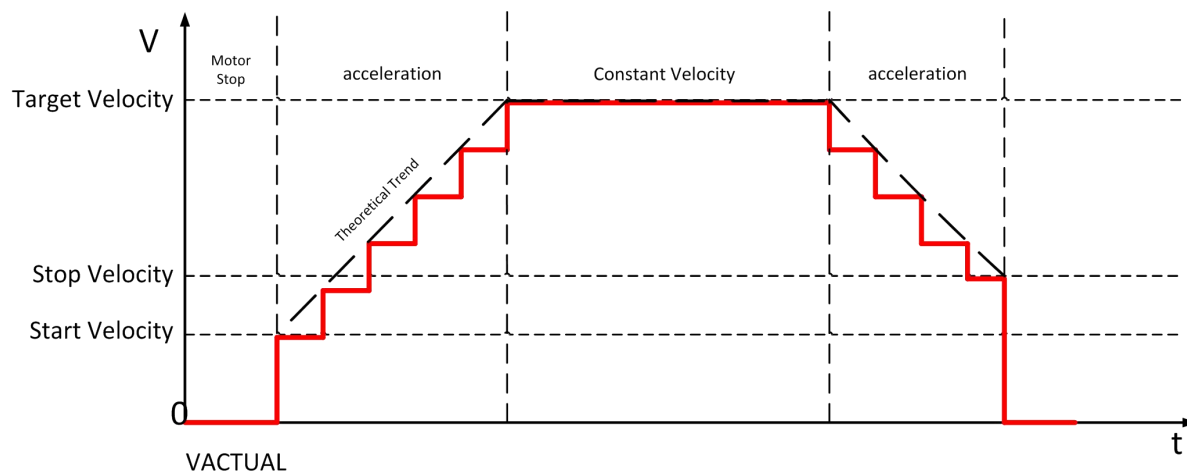 V
Motor
Stop
acceleration
Constant Velocity
acceleration
Target Velocity
Theoretical Trend
Stop Velocity
Start Velocity
0
t
VACTUAL